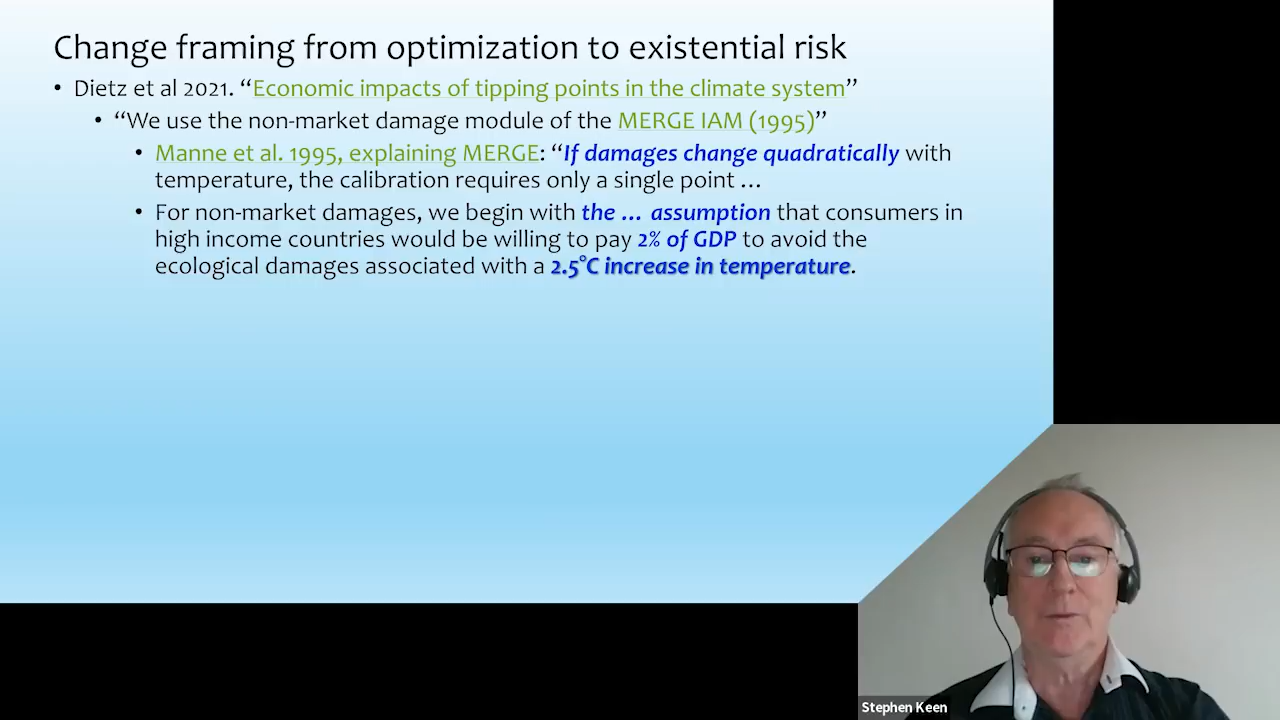 Change framing from optimization to existential risk
• Dietz et al 2021. “Economic impacts of tipping points in the climate system”
• “We use the non-market damage module of the MERGE IAM (1995)”
• Manne et al. 1995, explaining MERGE: “If damages change quadratically with
temperature, the calibration requires only a single point …
• For non-market damages, we begin with the … assumption that consumers in
high income countries would be willing to pay 2% of GDP to avoid the
ecological damages associated with a 2.5°C increase in temperature.
Stephen Keen